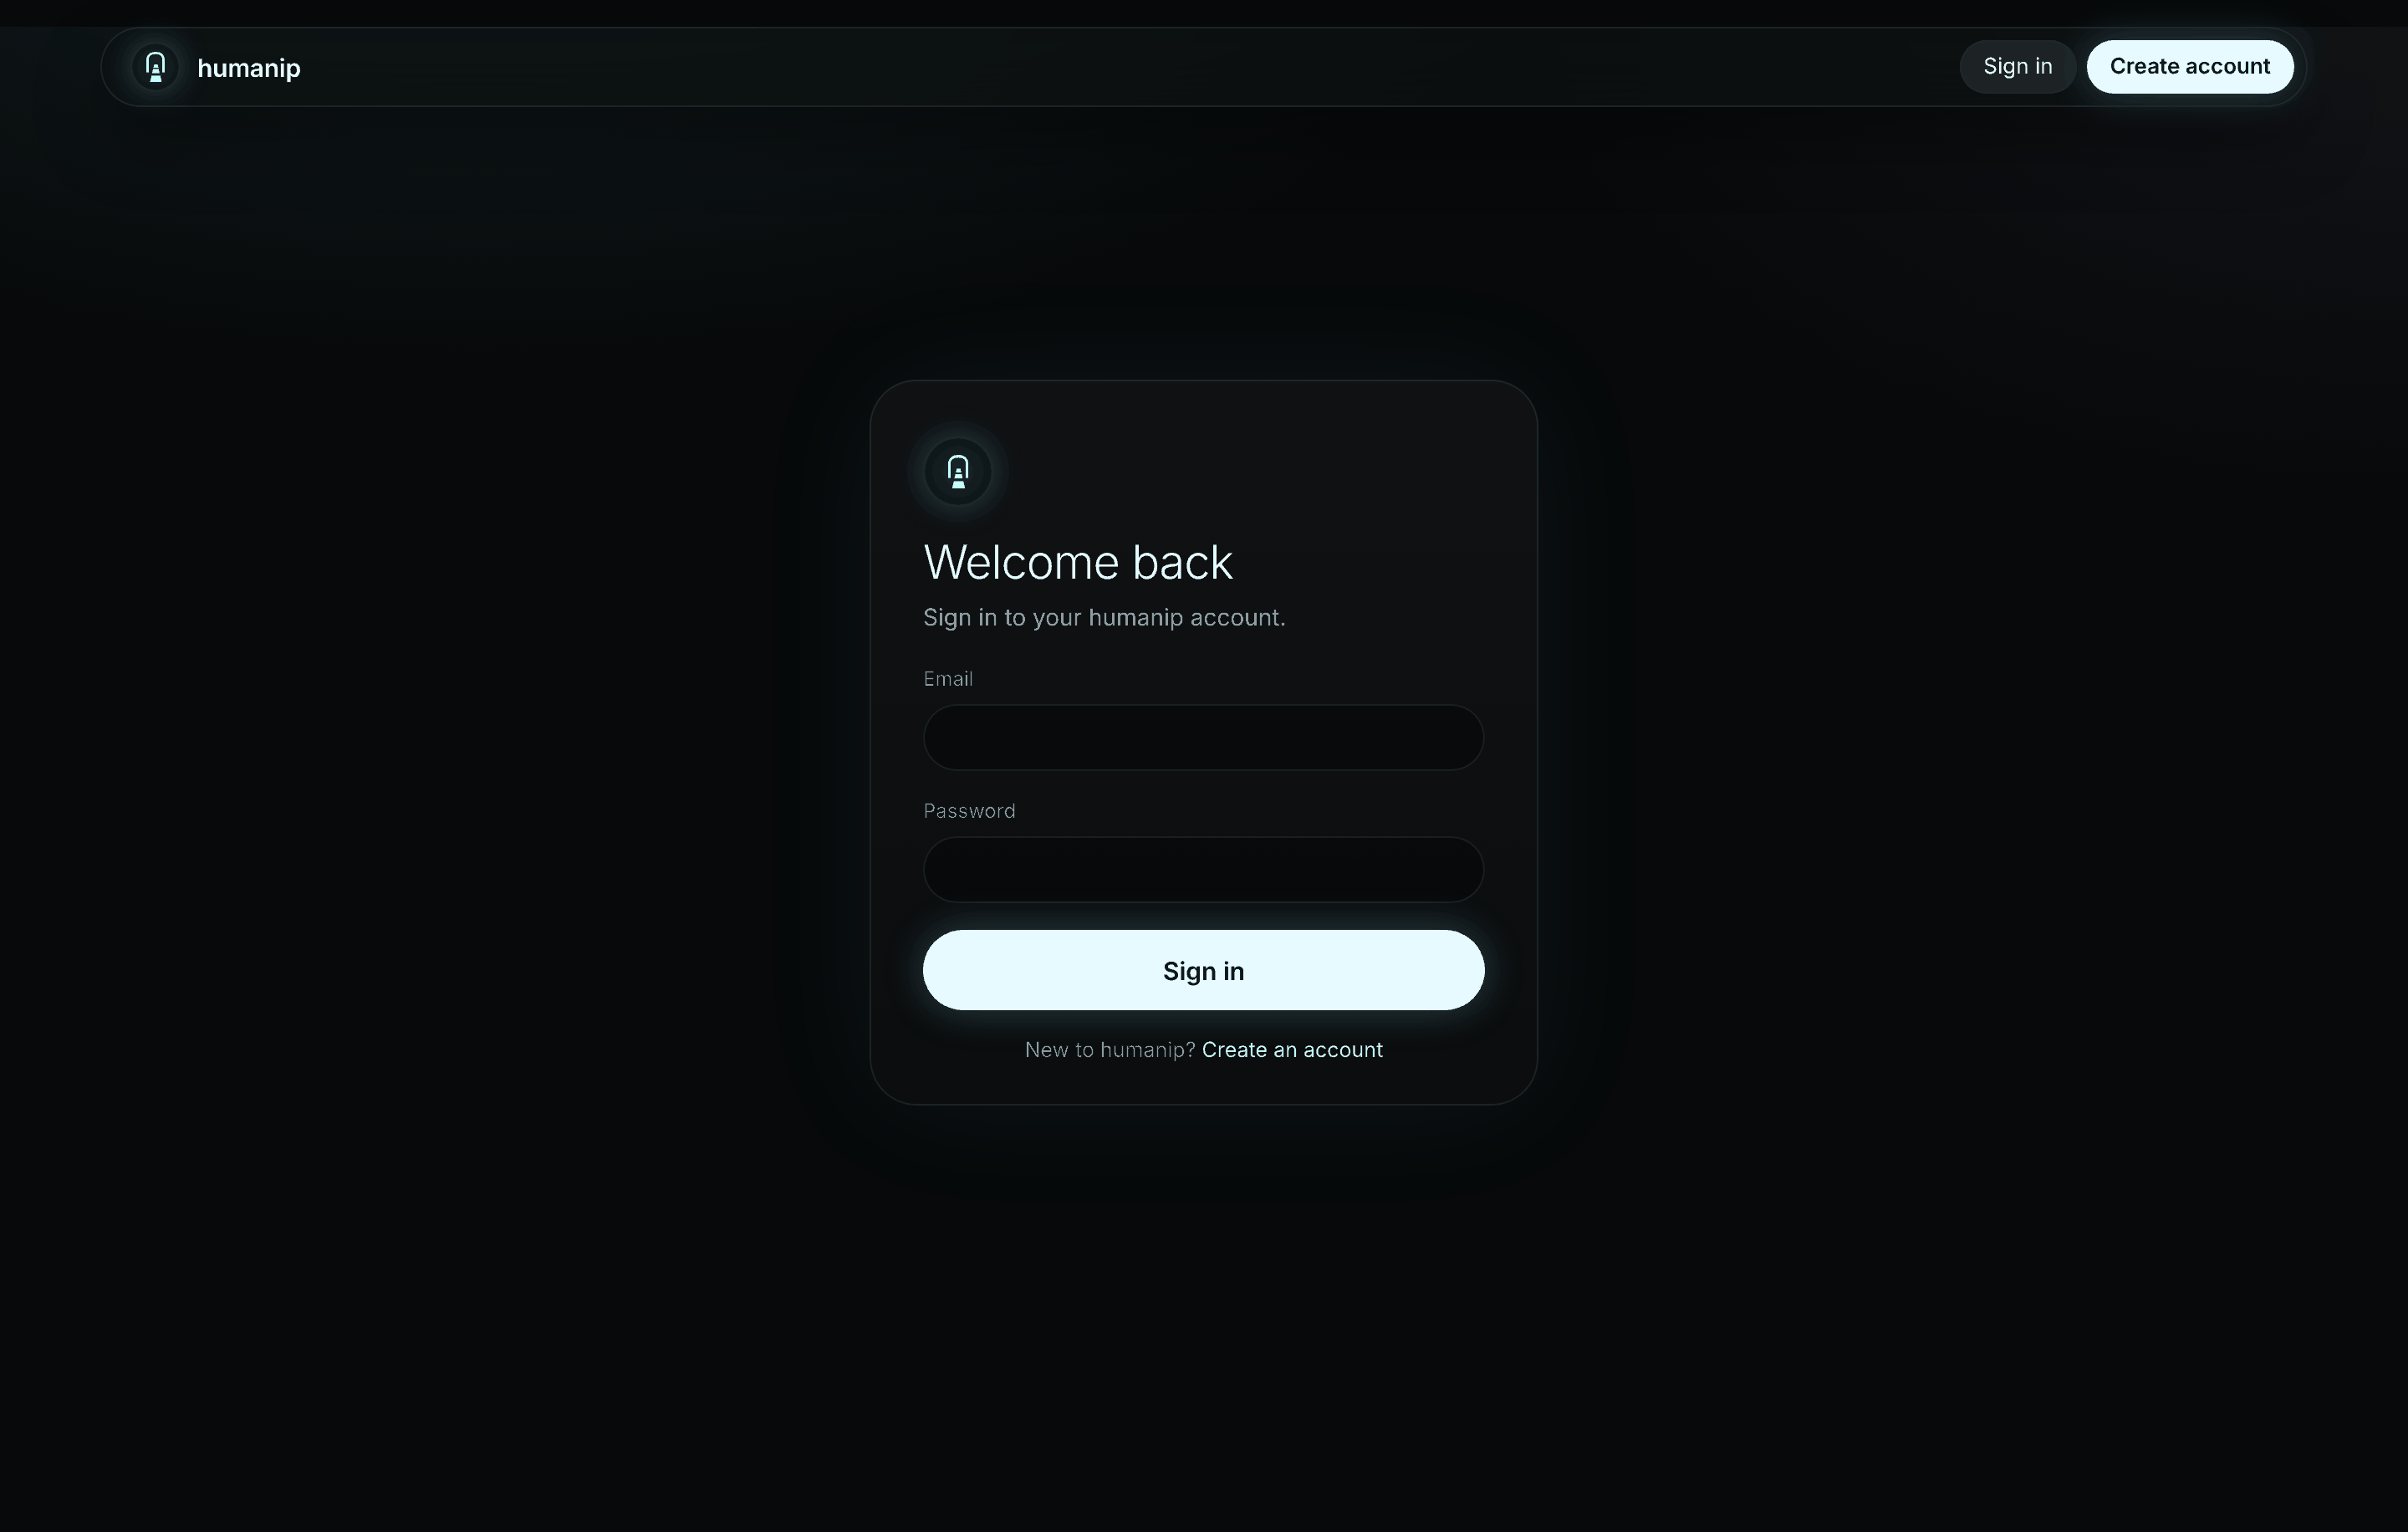 humanip
Sign in
Create account
Welcome back
Sign in to your humanip account.
Email
Password
Sign in
New to humanip? Create an account